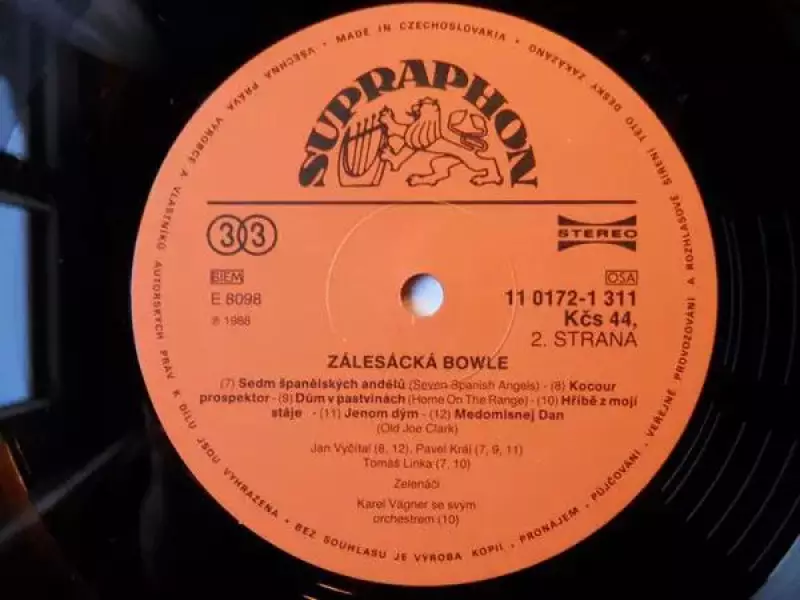 MADE IN CZECHOSLOVAKIA • VŠECHNA PRÁVA VÝROBCE A VLASTNÍKŮ AUTORSKÝCH PRÁV K DÍLU JSOU VYHRAZENA • BEZ SOUHLASU JE VÝROBA KOPIÍ • PRONÁJEM • PŮJČOVÁNÍ • VEŘEJNÉ PROVOZOVÁNÍ A ROZHLASOVÉ ŠÍŘENÍ TÉTO DESKY ZAKÁZÁNO
SUPRAPHON
33 STEREO
BIEM OSA
E 8098 11 0172-1 311
℗ 1988 Kčs 44,
2. STRANA
ZÁLESÁCKÁ BOWLE
(7) Sedm španělských andělů (Seven Spanish Angels) - (8) Kocour
prospektor - (9) Dům v pastvinách (Home On The Range) - (10) Hříbě z mojí
stáje - (11) Jenom dým - (12) Medomlsnej Dan
(Old Joe Clark)
Jan Vyčítal (8, 12), Pavel Král (7, 9, 11)
Tomáš Linka (7, 10)
Zelenáči
Karel Vágner se svým
orchestrem (10)